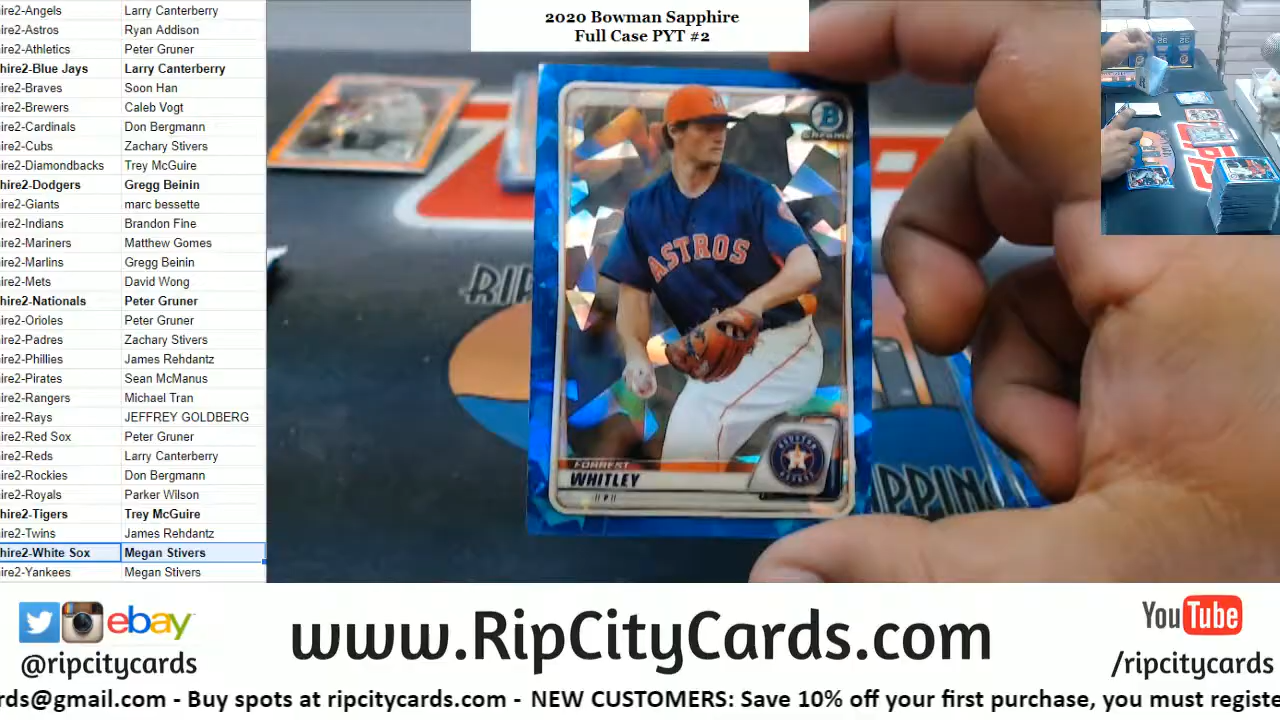 2020 Bowman Sapphire
Full Case PYT #2
ire2-Angels Larry Canterberry
ire2-Astros Ryan Addison
ire2-Athletics Peter Gruner
hire2-Blue Jays Larry Canterberry
ire2-Braves Soon Han
ire2-Brewers Caleb Vogt
ire2-Cardinals Don Bergmann
ire2-Cubs Zachary Stivers
ire2-Diamondbacks Trey McGuire
hire2-Dodgers Gregg Beinin
ire2-Giants marc bessette
ire2-Indians Brandon Fine
ire2-Mariners Matthew Gomes
ire2-Marlins Gregg Beinin
ire2-Mets David Wong
hire2-Nationals Peter Gruner
ire2-Orioles Peter Gruner
ire2-Padres Zachary Stivers
ire2-Phillies James Rehdantz
ire2-Pirates Sean McManus
ire2-Rangers Michael Tran
ire2-Rays JEFFREY GOLDBERG
ire2-Red Sox Peter Gruner
ire2-Reds Larry Canterberry
ire2-Rockies Don Bergmann
ire2-Royals Parker Wilson
hire2-Tigers Trey McGuire
ire2-Twins James Rehdantz
hire2-White Sox Megan Stivers
ire2-Yankees Megan Stivers
B
Chrome
ASTROS
FORREST
WHITLEY
P
HOUSTON
ASTROS
RIP
IPPIN
ebay
@ripcitycards
www.RipCityCards.com
YouTube
/ripcitycards
rds@gmail.com - Buy spots at ripcitycards.com - NEW CUSTOMERS: Save 10% off your first purchase, you must registe